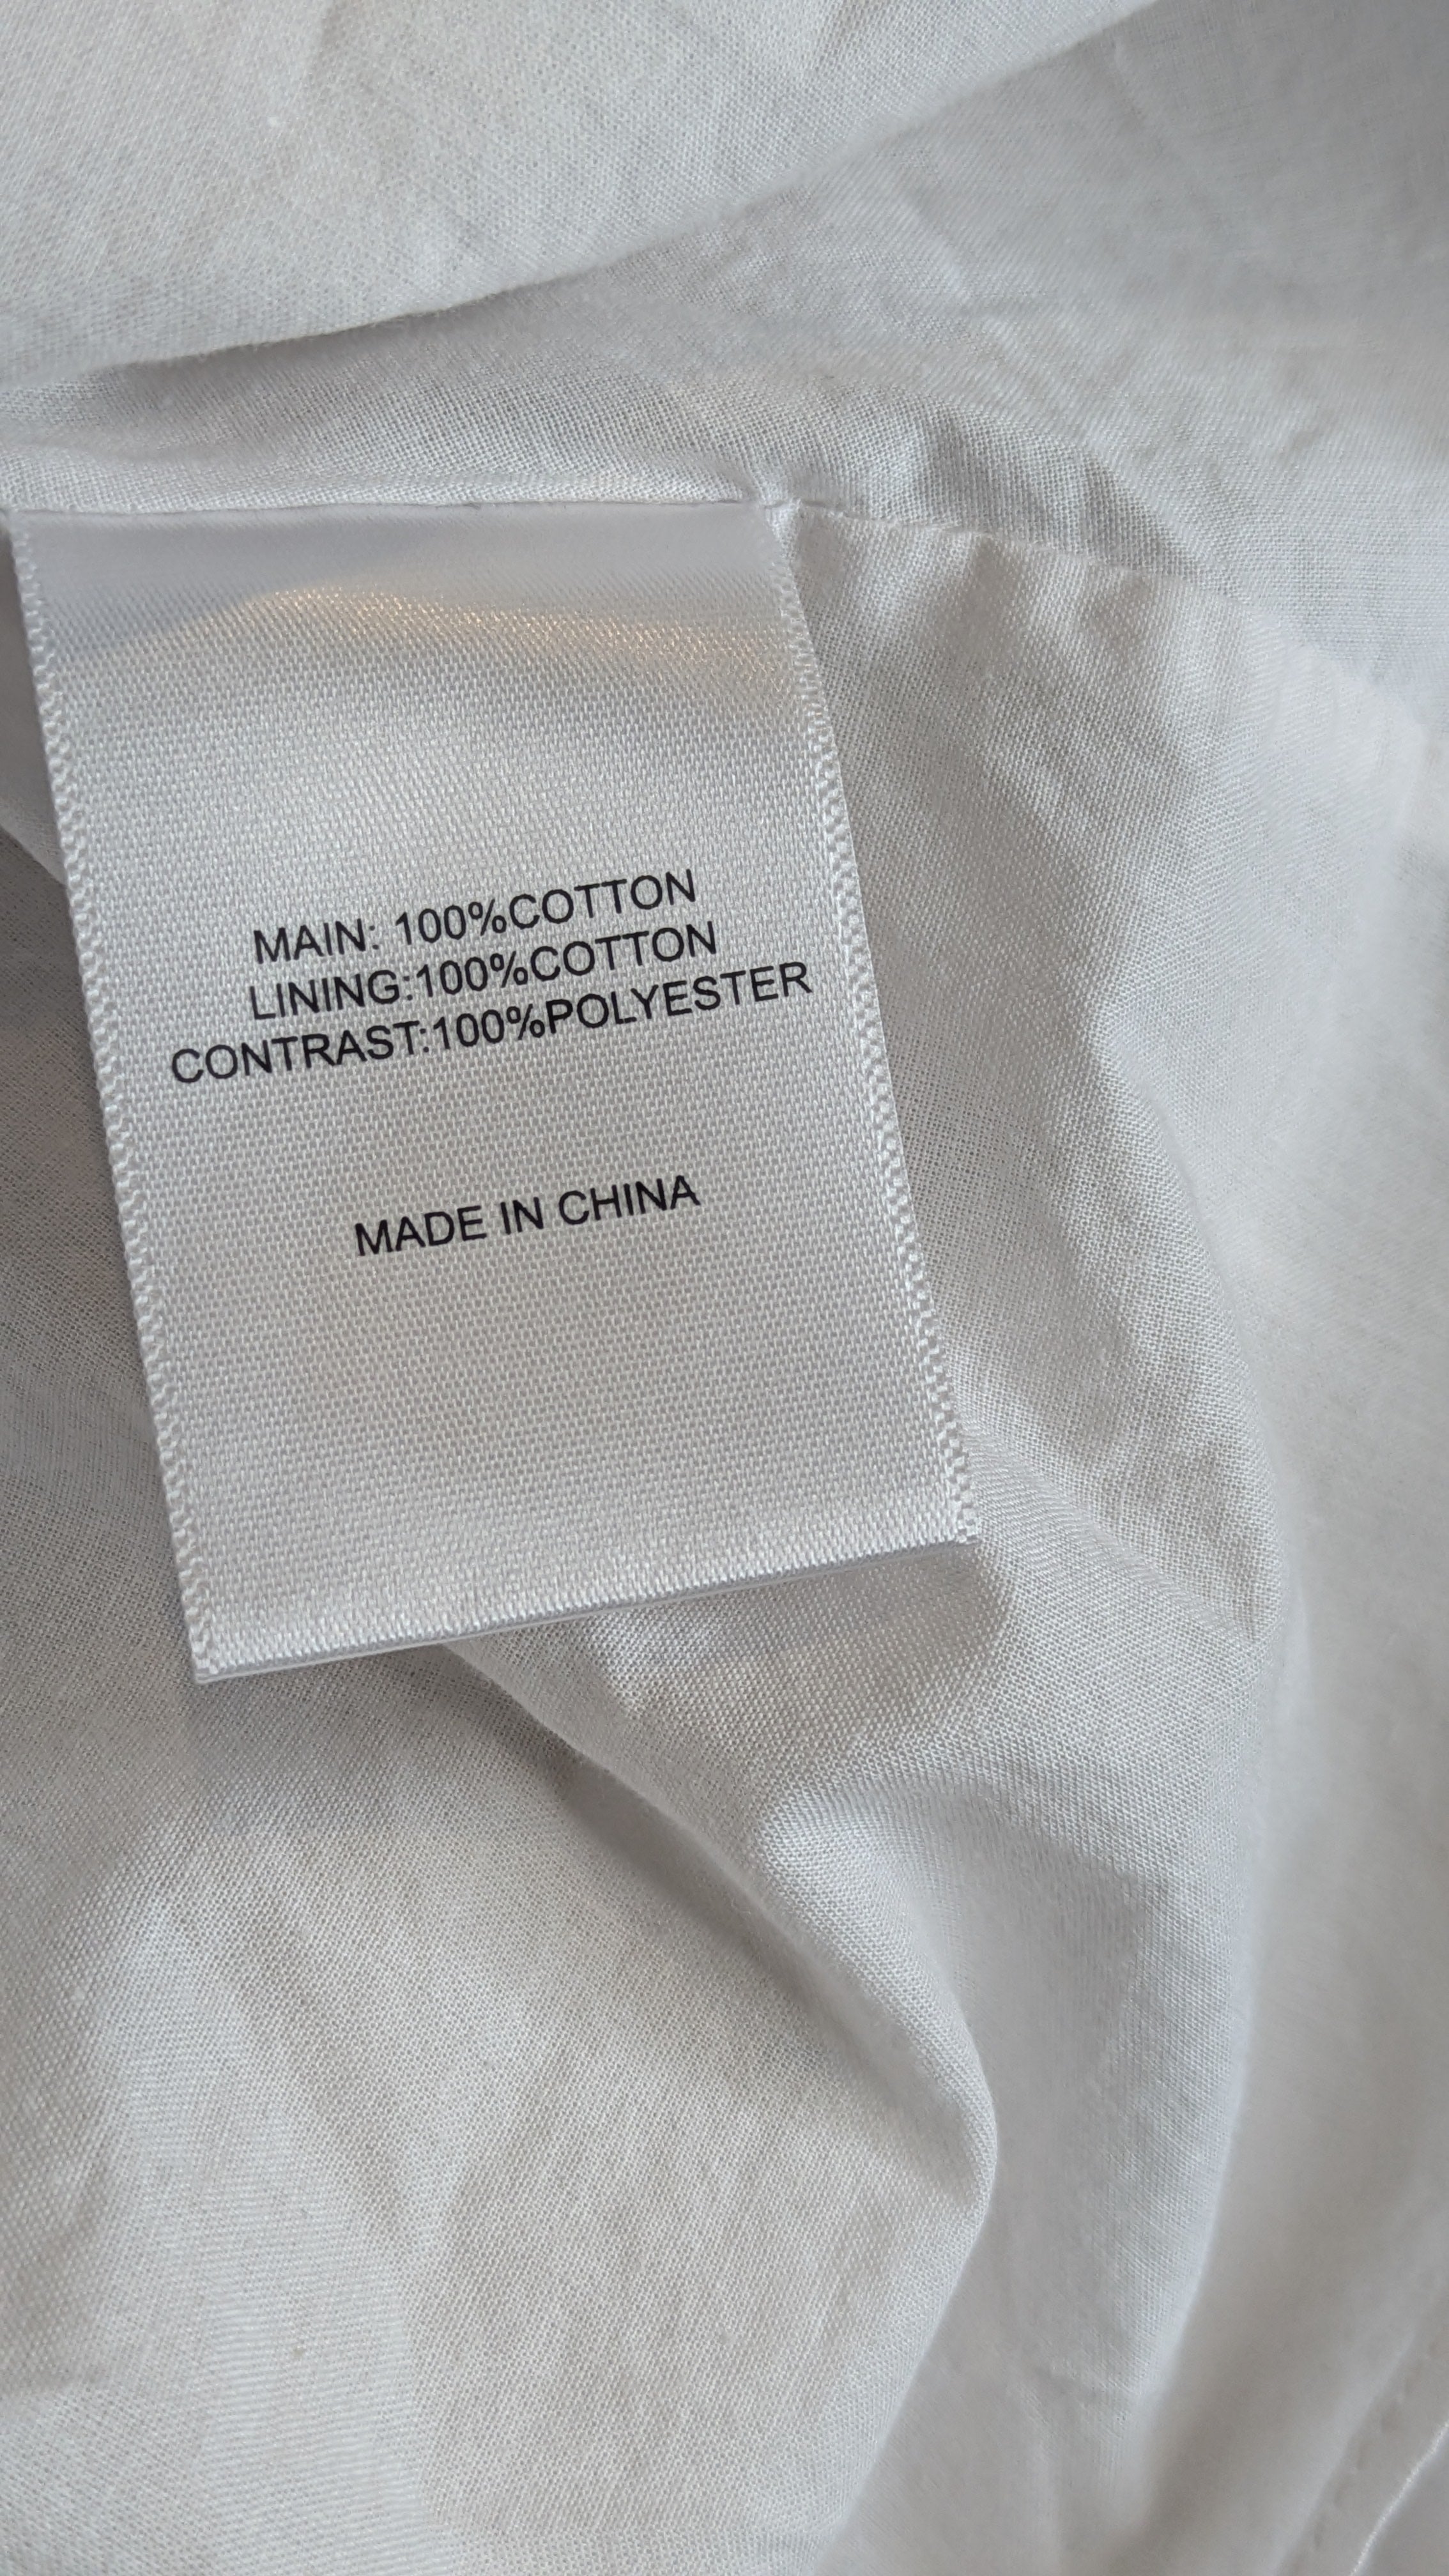 MAIN: 100%COTTON
LINING:100%COTTON
CONTRAST:100%POLYESTER
MADE IN CHINA